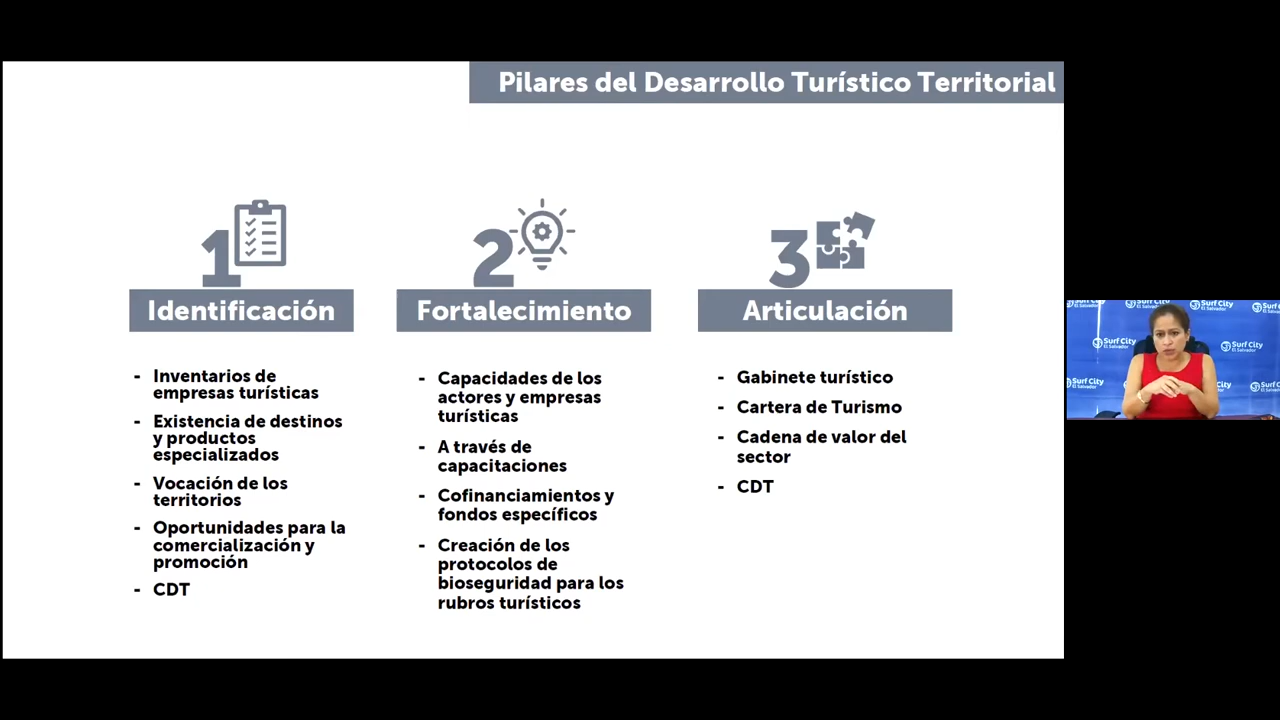 Pilares del Desarrollo Turístico Territorial
1
Identificación
- Inventarios de
empresas turísticas
- Existencia de destinos
y productos
especializados
- Vocación de los
territorios
- Oportunidades para la
comercialización y
promoción
- CDT
2
Fortalecimiento
- Capacidades de los
actores y empresas
turísticas
- A través de
capacitaciones
- Cofinanciamientos y
fondos específicos
- Creación de los
protocolos de
bioseguridad para los
rubros turísticos
3
Articulación
- Gabinete turístico
- Cartera de Turismo
- Cadena de valor del
sector
- CDT
Surf City
El Salvador